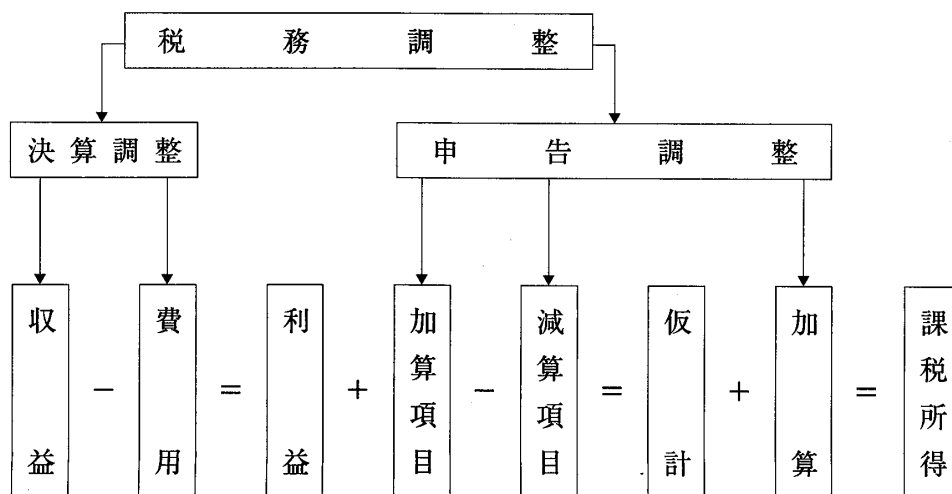 税務調整
決算調整
申告調整
収益 － 費用 ＝ 利益 ＋ 加算項目 － 減算項目 ＝ 仮計 ＋ 加算 ＝ 課税所得